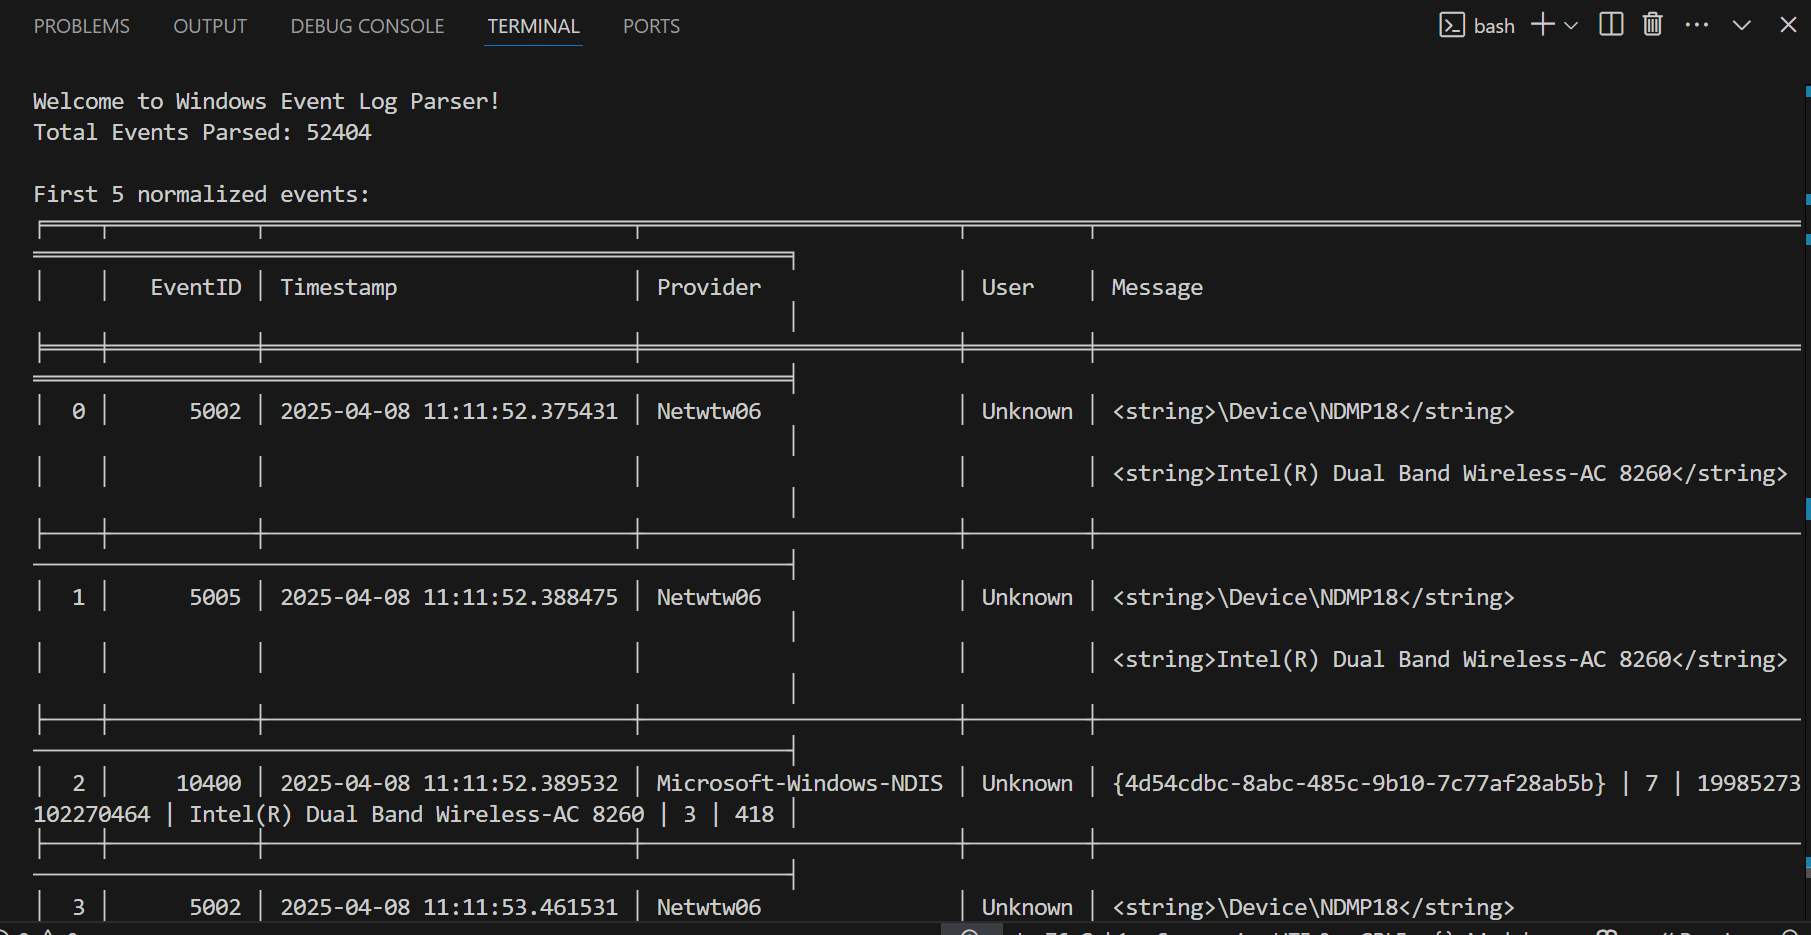 PROBLEMS OUTPUT DEBUG CONSOLE TERMINAL PORTS bash
Welcome to Windows Event Log Parser!
Total Events Parsed: 52404
First 5 normalized events:
EventID Timestamp Provider User Message
0 5002 2025-04-08 11:11:52.375431 Netwtw06 Unknown <string>\Device\NDMP18</string>
<string>Intel(R) Dual Band Wireless-AC 8260</string>
1 5005 2025-04-08 11:11:52.388475 Netwtw06 Unknown <string>\Device\NDMP18</string>
<string>Intel(R) Dual Band Wireless-AC 8260</string>
2 10400 2025-04-08 11:11:52.389532 Microsoft-Windows-NDIS Unknown {4d54cdbc-8abc-485c-9b10-7c77af28ab5b} | 7 | 19985273
102270464 | Intel(R) Dual Band Wireless-AC 8260 | 3 | 418
3 5002 2025-04-08 11:11:53.461531 Netwtw06 Unknown <string>\Device\NDMP18</string>